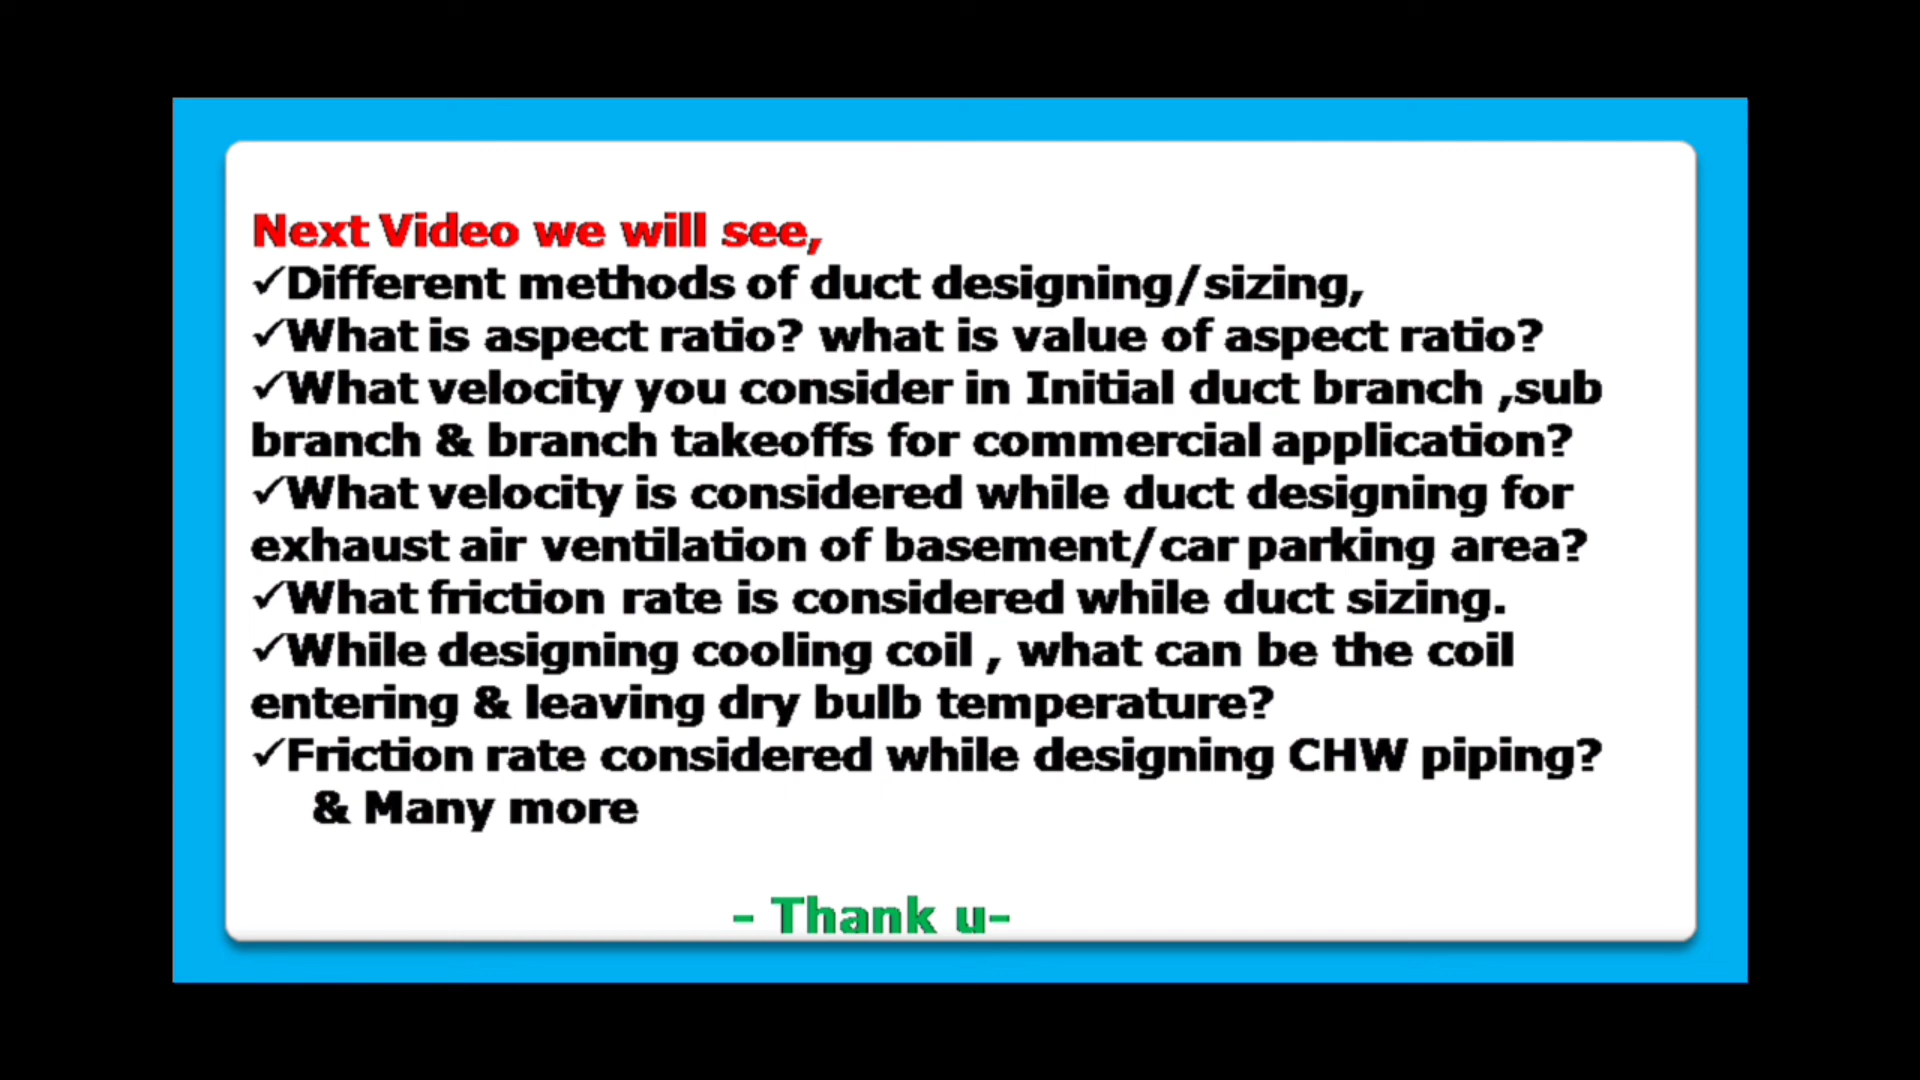 Next Video we will see,
✓Different methods of duct designing/sizing,
✓What is aspect ratio? what is value of aspect ratio?
✓What velocity you consider in Initial duct branch ,sub
branch & branch takeoffs for commercial application?
✓What velocity is considered while duct designing for
exhaust air ventilation of basement/car parking area?
✓What friction rate is considered while duct sizing.
✓While designing cooling coil , what can be the coil
entering & leaving dry bulb temperature?
✓Friction rate considered while designing CHW piping?
& Many more
- Thank u-